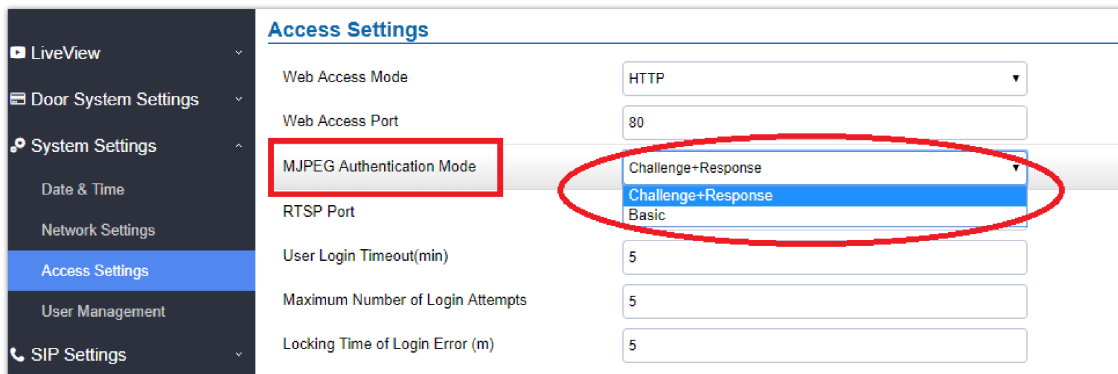 LiveView
Door System Settings
System Settings
Date & Time
Network Settings
Access Settings
User Management
SIP Settings
Access Settings
Web Access Mode HTTP
Web Access Port 80
MJPEG Authentication Mode Challenge+Response
Challenge+Response
RTSP Port Basic
User Login Timeout(min) 5
Maximum Number of Login Attempts 5
Locking Time of Login Error (m) 5